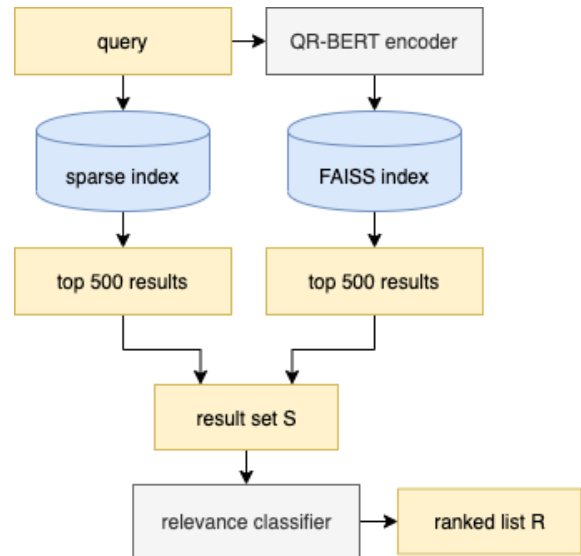 query
QR-BERT encoder
sparse index
FAISS index
top 500 results
top 500 results
result set S
relevance classifier
ranked list R